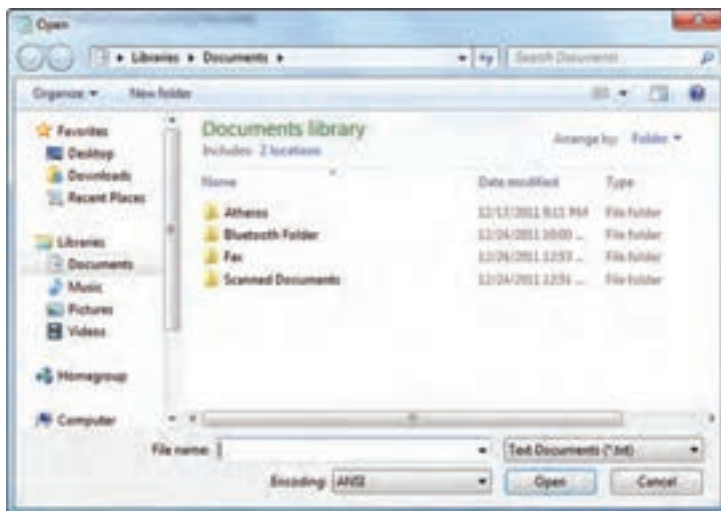 Open
Libraries ▸ Documents ▸
Search Documents
Organize New folder
Favorites
Desktop
Downloads
Recent Places
Libraries
Documents
Music
Pictures
Videos
Homegroup
Computer
Documents library
Includes: 2 locations
Arrange by: Folder
Name Date modified Type
Atheros 12/17/2011 9:11 PM File folder
Bluetooth Folder File folder
Fax File folder
Scanned Documents File folder
File name: Text Documents (*.txt)
Encoding: ANSI Open Cancel